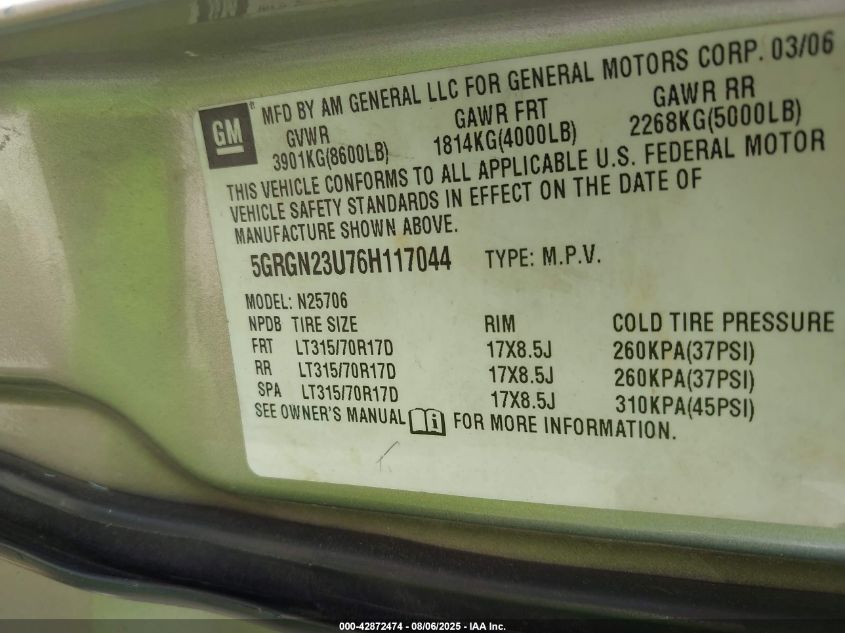 GM® MFD BY AM GENERAL LLC FOR GENERAL MOTORS CORP. 03/06
GVWR GAWR FRT GAWR RR
3901KG(8600LB) 1814KG(4000LB) 2268KG(5000LB)
THIS VEHICLE CONFORMS TO ALL APPLICABLE U.S. FEDERAL MOTOR
VEHICLE SAFETY STANDARDS IN EFFECT ON THE DATE OF
MANUFACTURE SHOWN ABOVE.
5GRGN23U76H117044 TYPE: M.P.V.
MODEL: N25706
NPDB TIRE SIZE RIM COLD TIRE PRESSURE
FRT LT315/70R17D 17X8.5J 260KPA(37PSI)
RR LT315/70R17D 17X8.5J 260KPA(37PSI)
SPA LT315/70R17D 17X8.5J 310KPA(45PSI)
SEE OWNER'S MANUAL i FOR MORE INFORMATION.
000-42872474 - 08/06/2025 - IAA Inc.